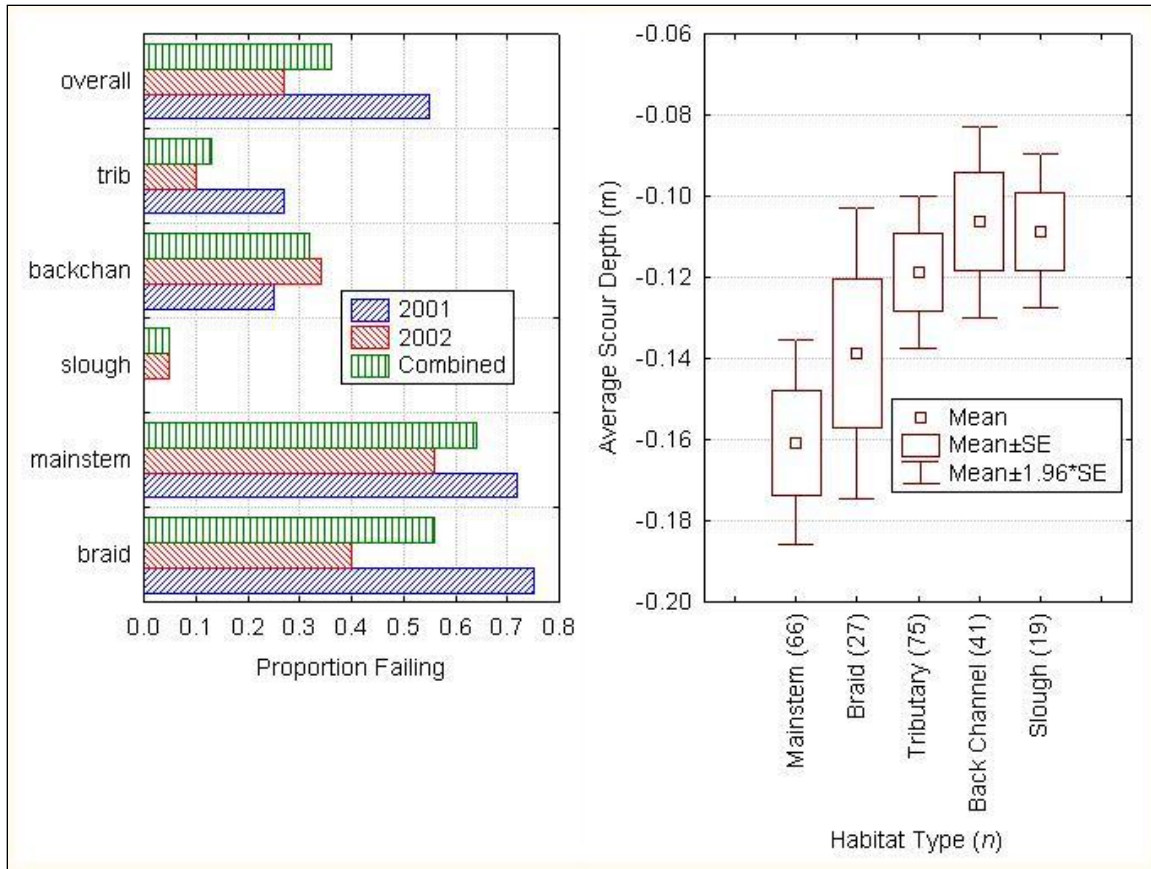 overall
trib
backchan
slough
mainstem
braid
2001
2002
Combined
0.0 0.1 0.2 0.3 0.4 0.5 0.6 0.7 0.8
Proportion Failing
-0.06
-0.08
-0.10
-0.12
-0.14
-0.16
-0.18
-0.20
Average Scour Depth (m)
Mean
Mean±SE
Mean±1.96*SE
Mainstem (66)
Braid (27)
Tributary (75)
Back Channel (41)
Slough (19)
Habitat Type (n)